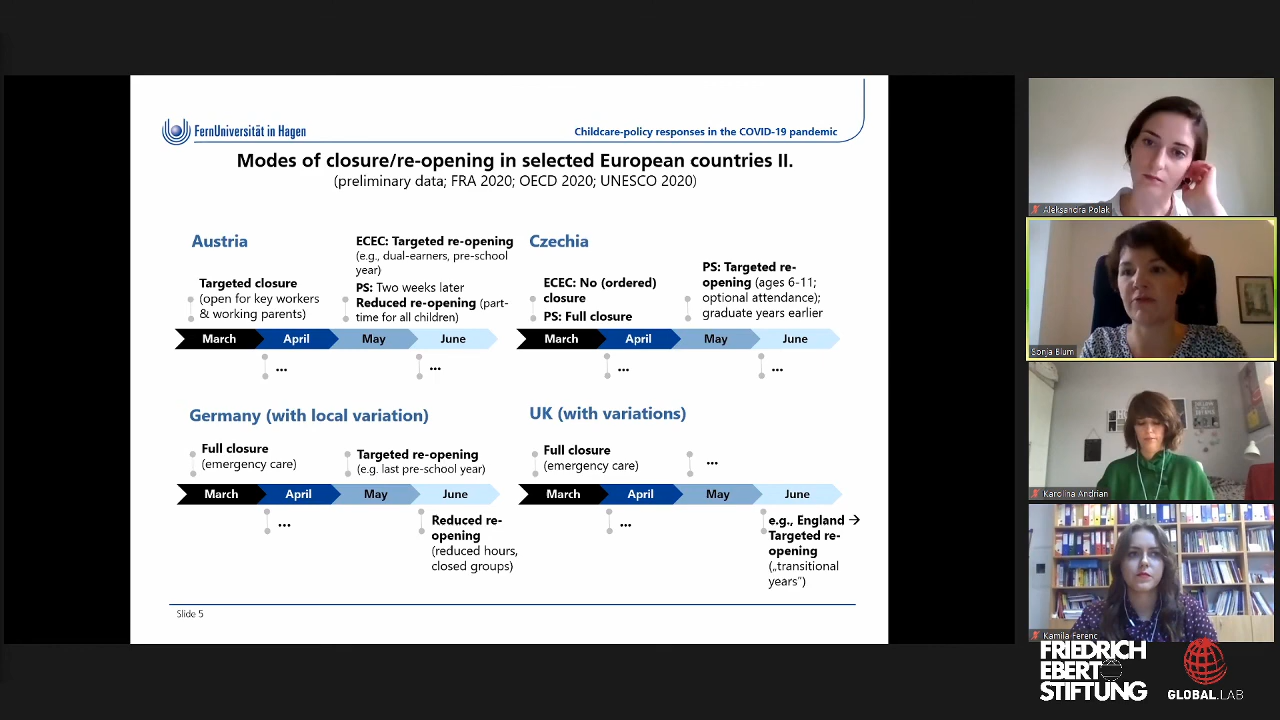 FernUniversität in Hagen
Childcare-policy responses in the COVID-19 pandemic
Modes of closure/re-opening in selected European countries II.
(preliminary data; FRA 2020; OECD 2020; UNESCO 2020)
Austria
Targeted closure
(open for key workers
& working parents)
ECEC: Targeted re-opening
(e.g., dual-earners, pre-school
year)
PS: Two weeks later
Reduced re-opening (part-
time for all children)
March
April
May
June
...
...
Czechia
ECEC: No (ordered)
closure
PS: Full closure
PS: Targeted re-
opening (ages 6-11;
optional attendance);
graduate years earlier
March
April
May
June
...
...
Germany (with local variation)
Full closure
(emergency care)
Targeted re-opening
(e.g. last pre-school year)
March
April
May
June
...
Reduced re-
opening
(reduced hours,
closed groups)
UK (with variations)
Full closure
(emergency care)
...
March
April
May
June
...
e.g., England →
Targeted re-
opening
(„transitional
years")
Slide 5
Aleksandra Polak
Sonja Blum
Karolina Andrian
Kamila Ferenc
FRIEDRICH
EBERT
STIFTUNG
GLOBAL.LAB